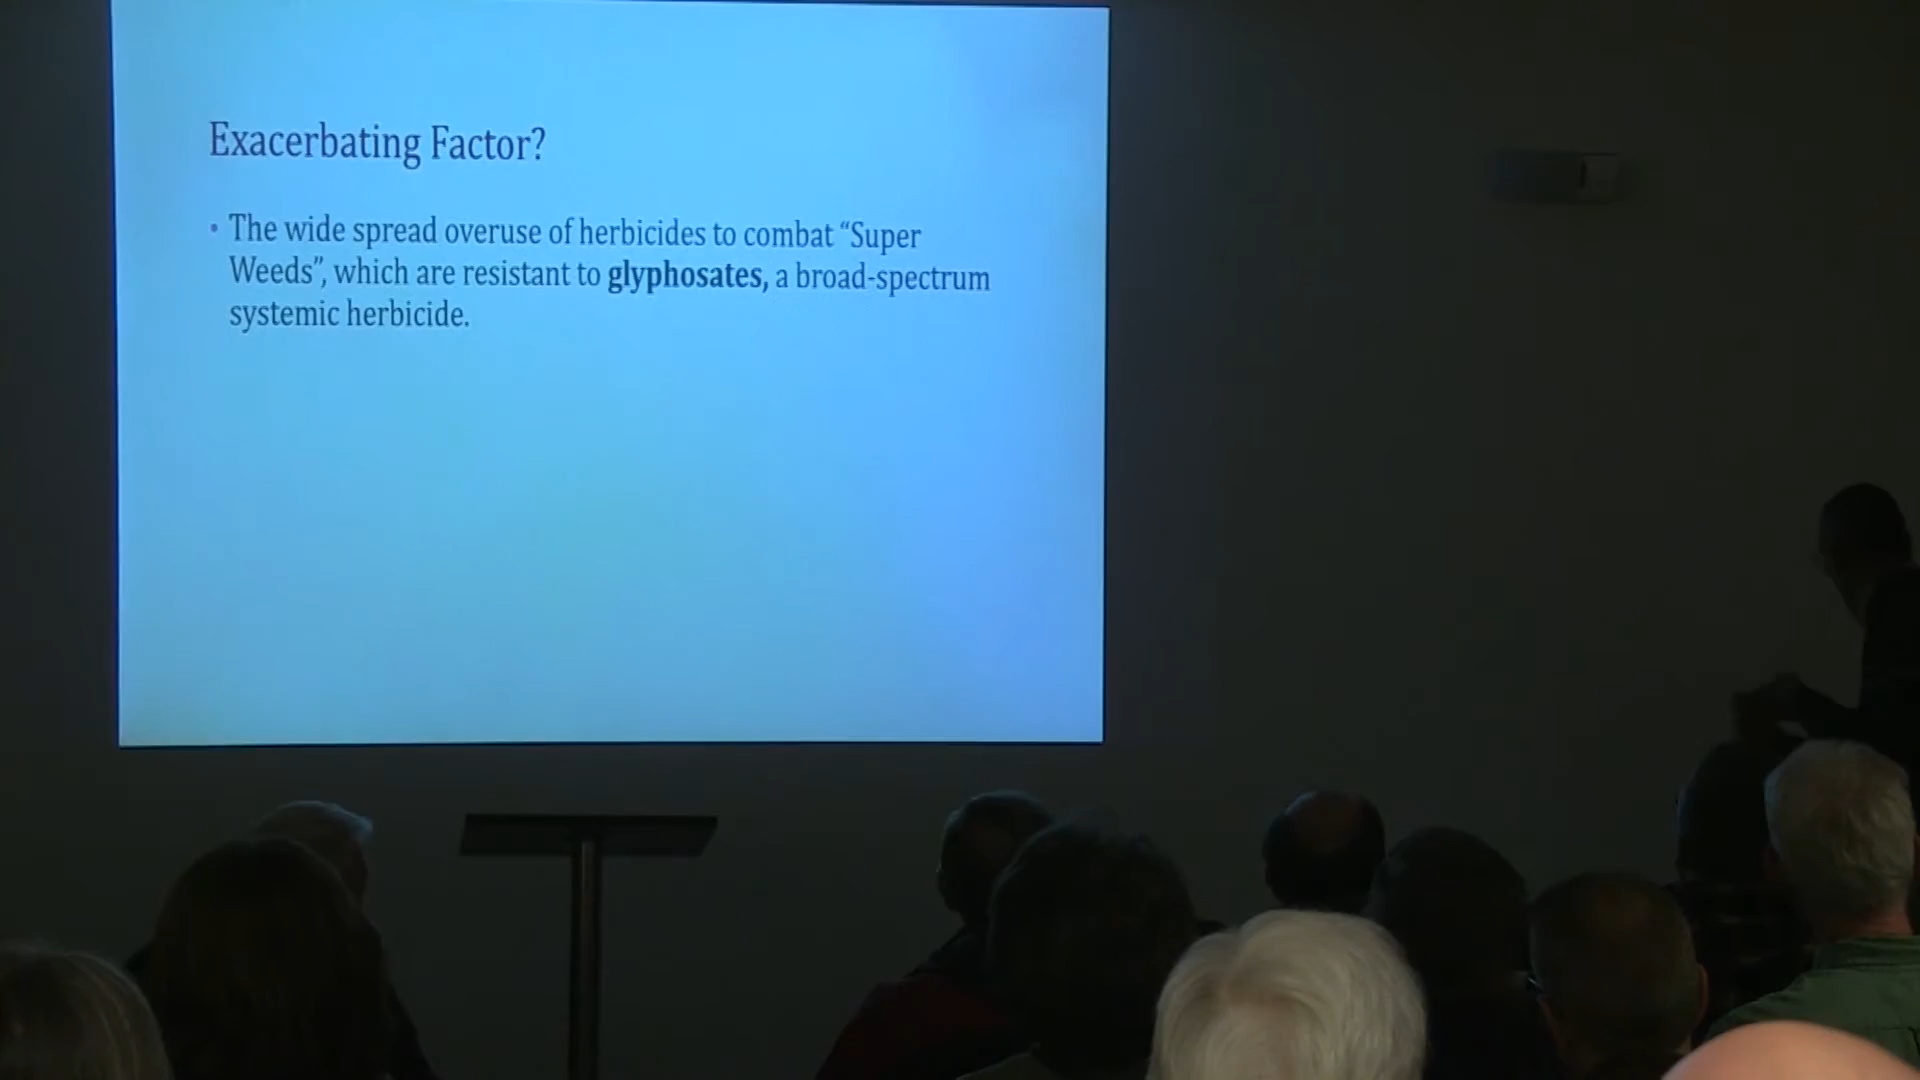 Exacerbating Factor?
• The wide spread overuse of herbicides to combat “Super
Weeds”, which are resistant to glyphosates, a broad-spectrum
systemic herbicide.